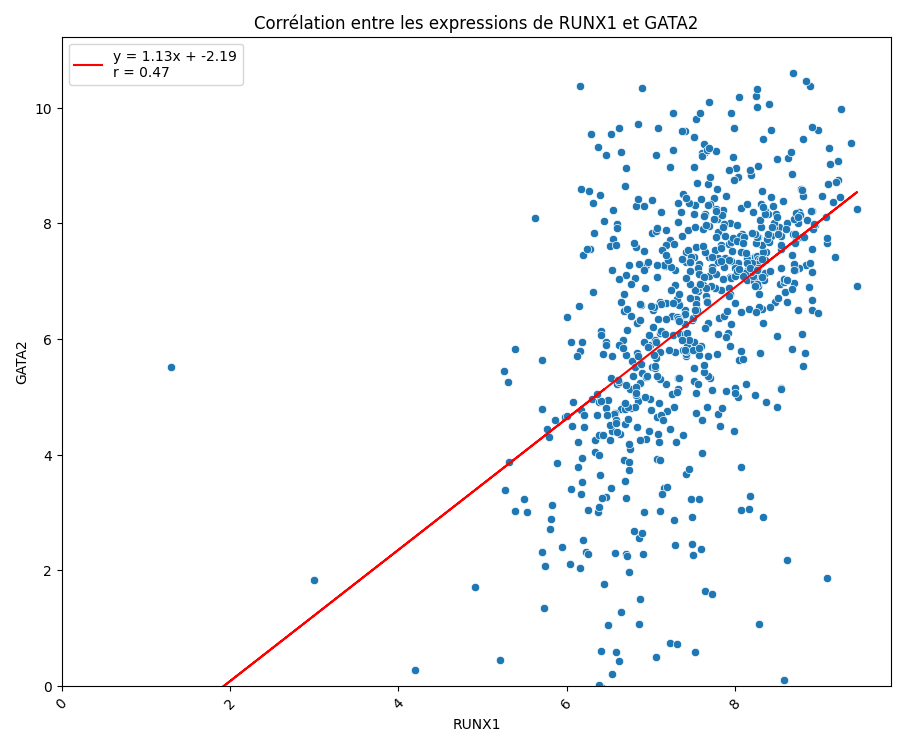 Corrélation entre les expressions de RUNX1 et GATA2
y = 1.13x + -2.19
r = 0.47
10
8
6
4
2
0
GATA2
0 2 4 6 8
RUNX1